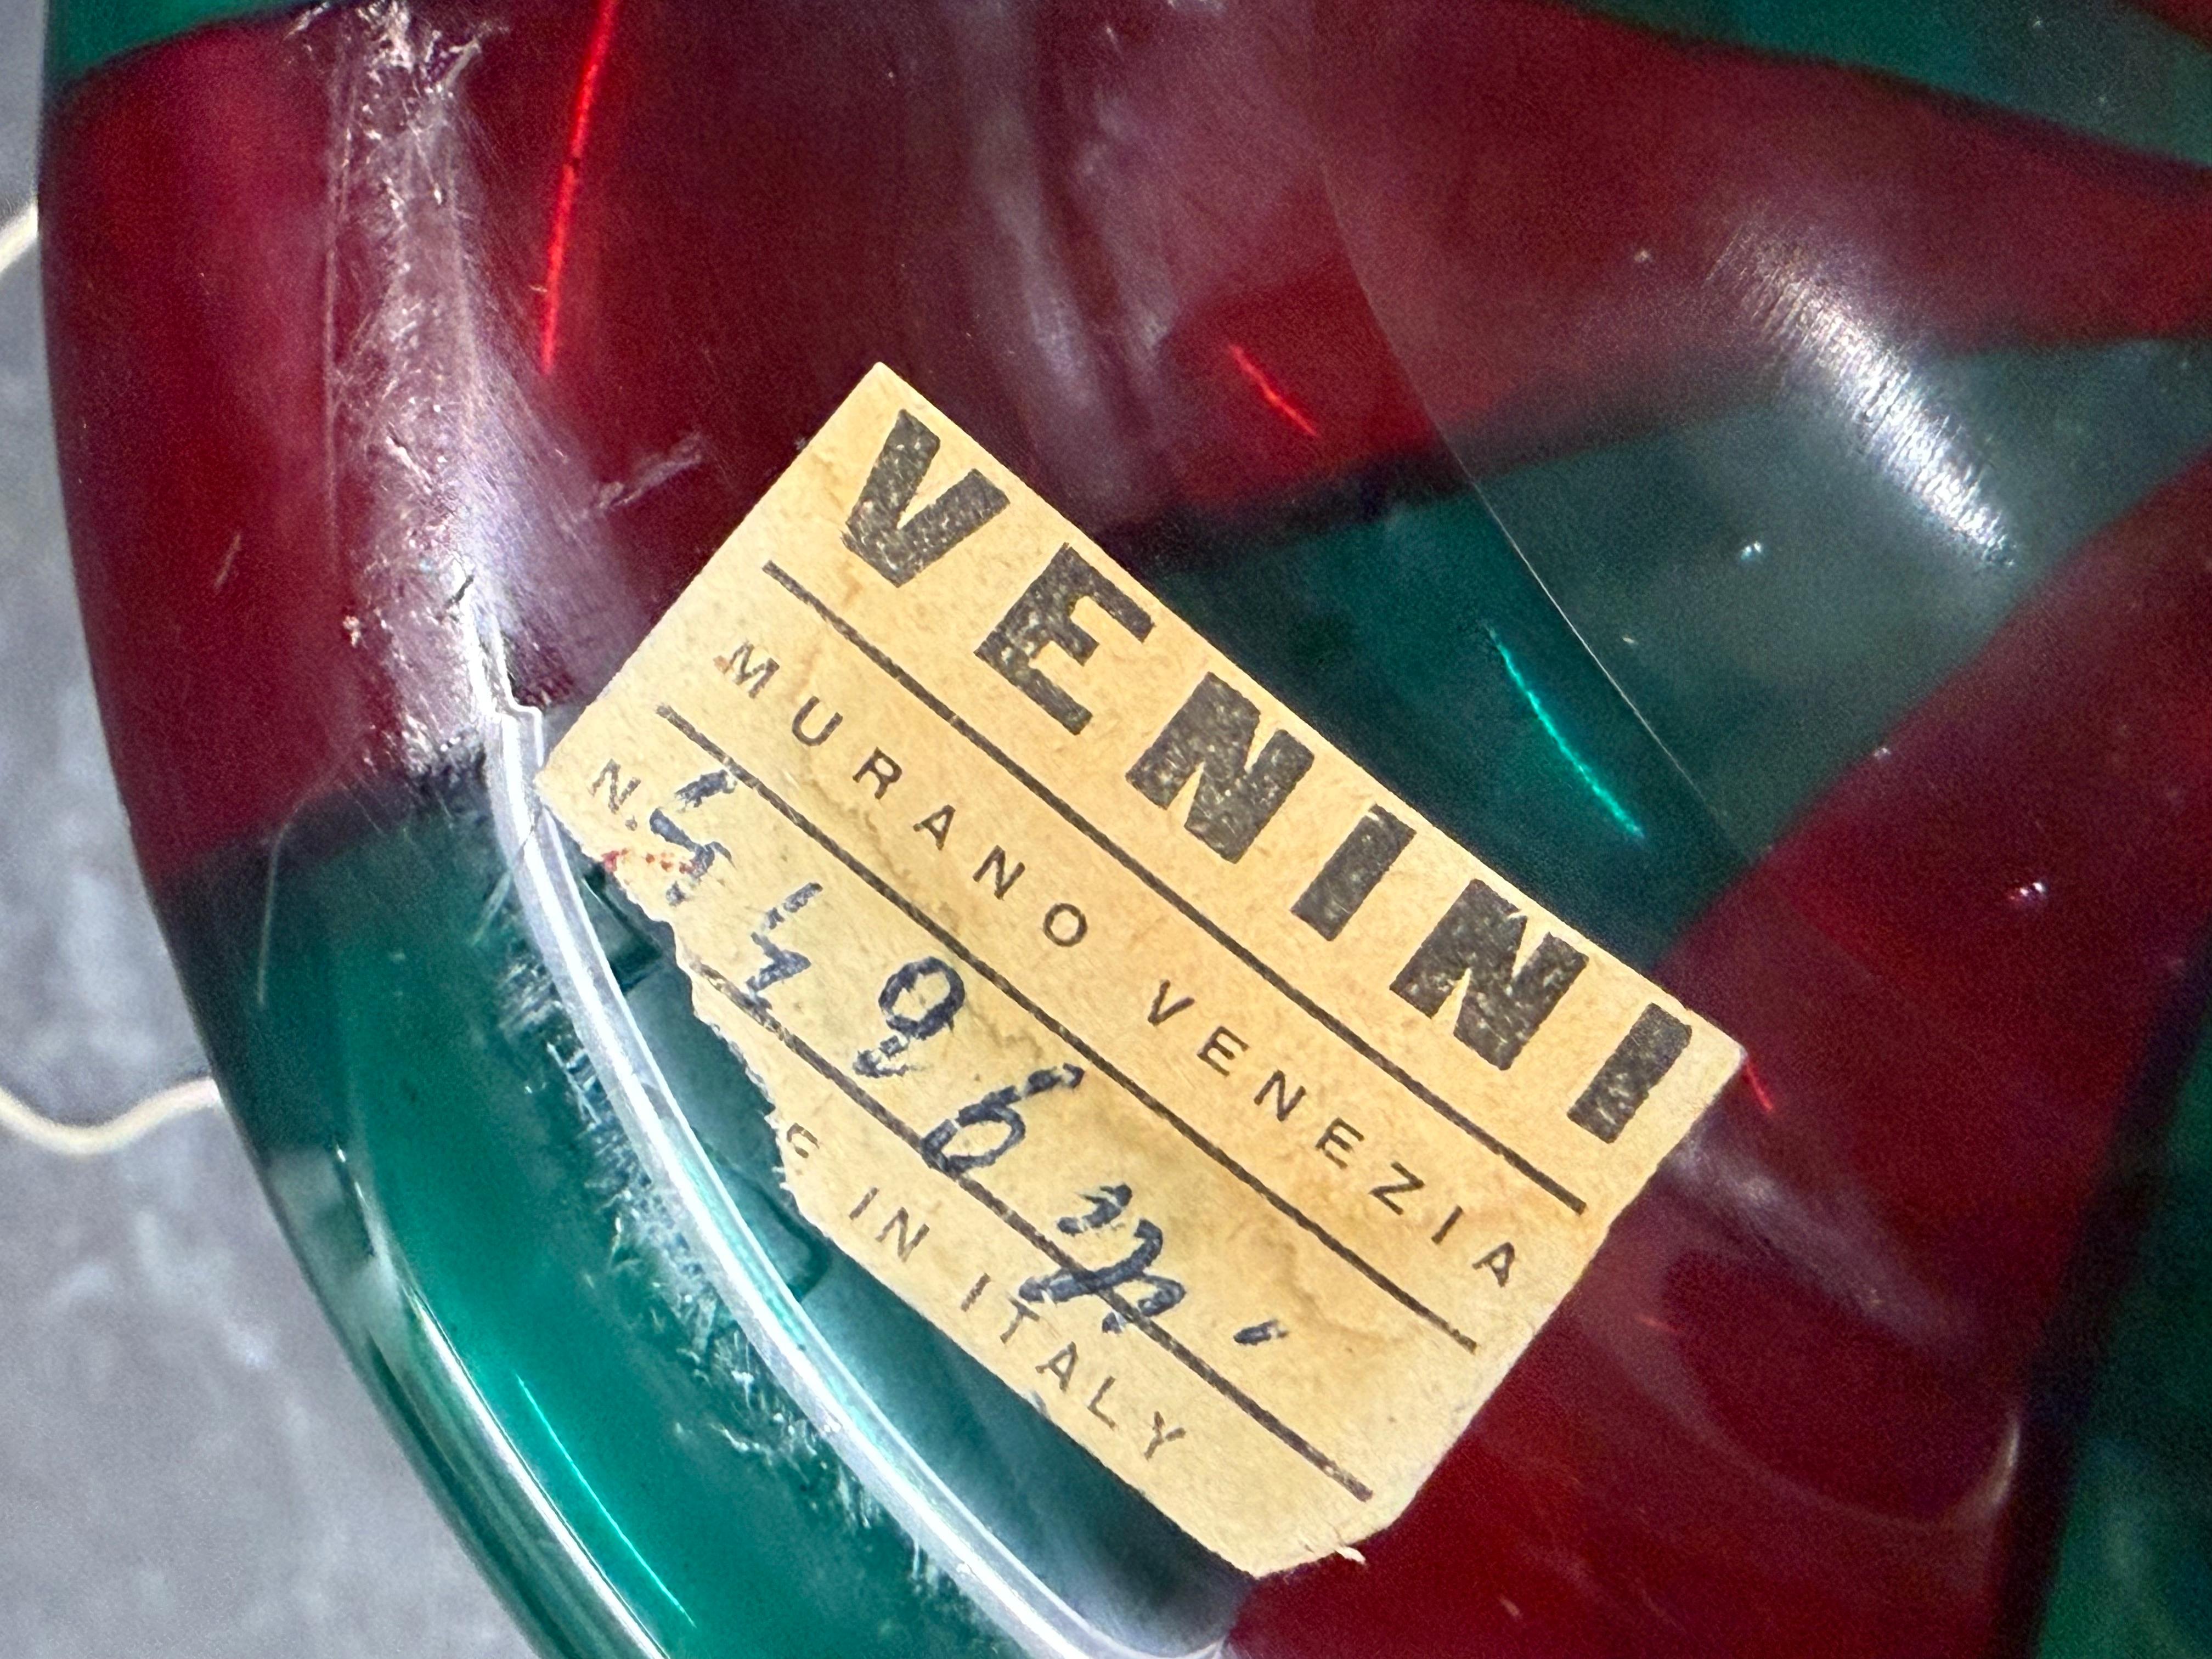 VENINI
MURANO VENEZIA
N.
IN ITALY